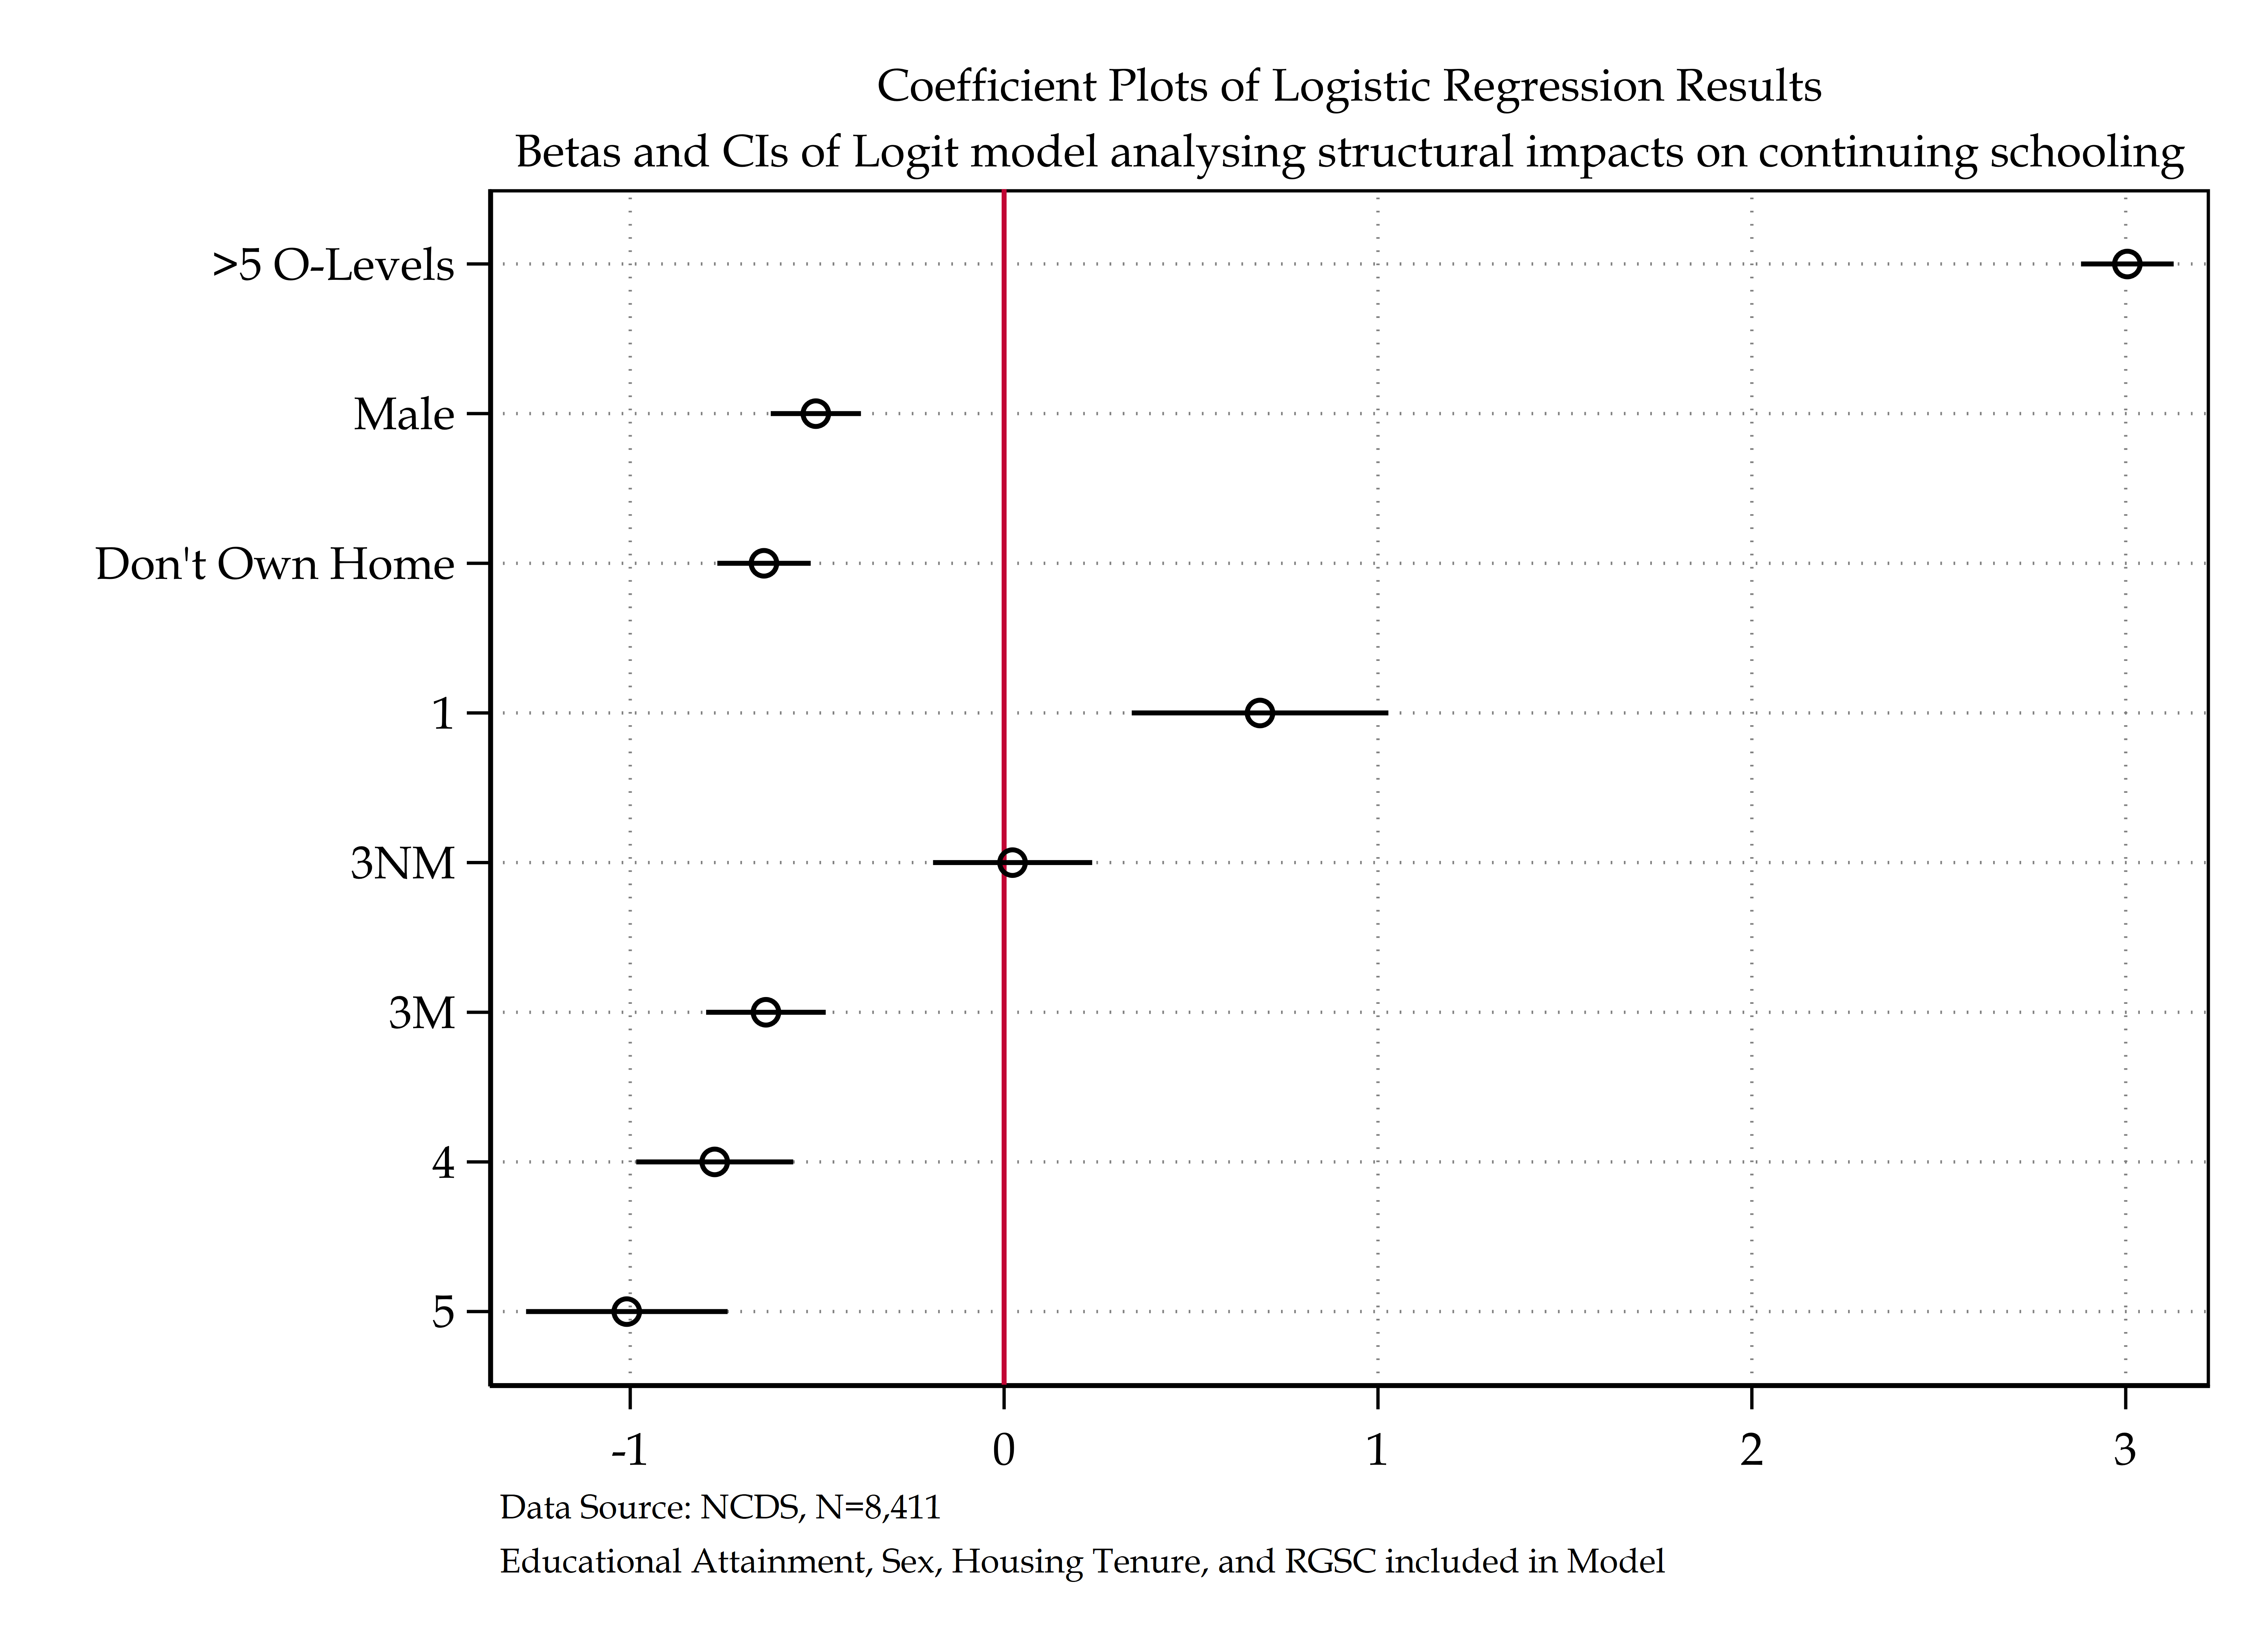 Coefficient Plots of Logistic Regression Results
Betas and CIs of Logit model analysing structural impacts on continuing schooling
>5 O-Levels
Male
Don't Own Home
1
3NM
3M
4
5
-1 0 1 2 3
Data Source: NCDS, N=8,411
Educational Attainment, Sex, Housing Tenure, and RGSC included in Model